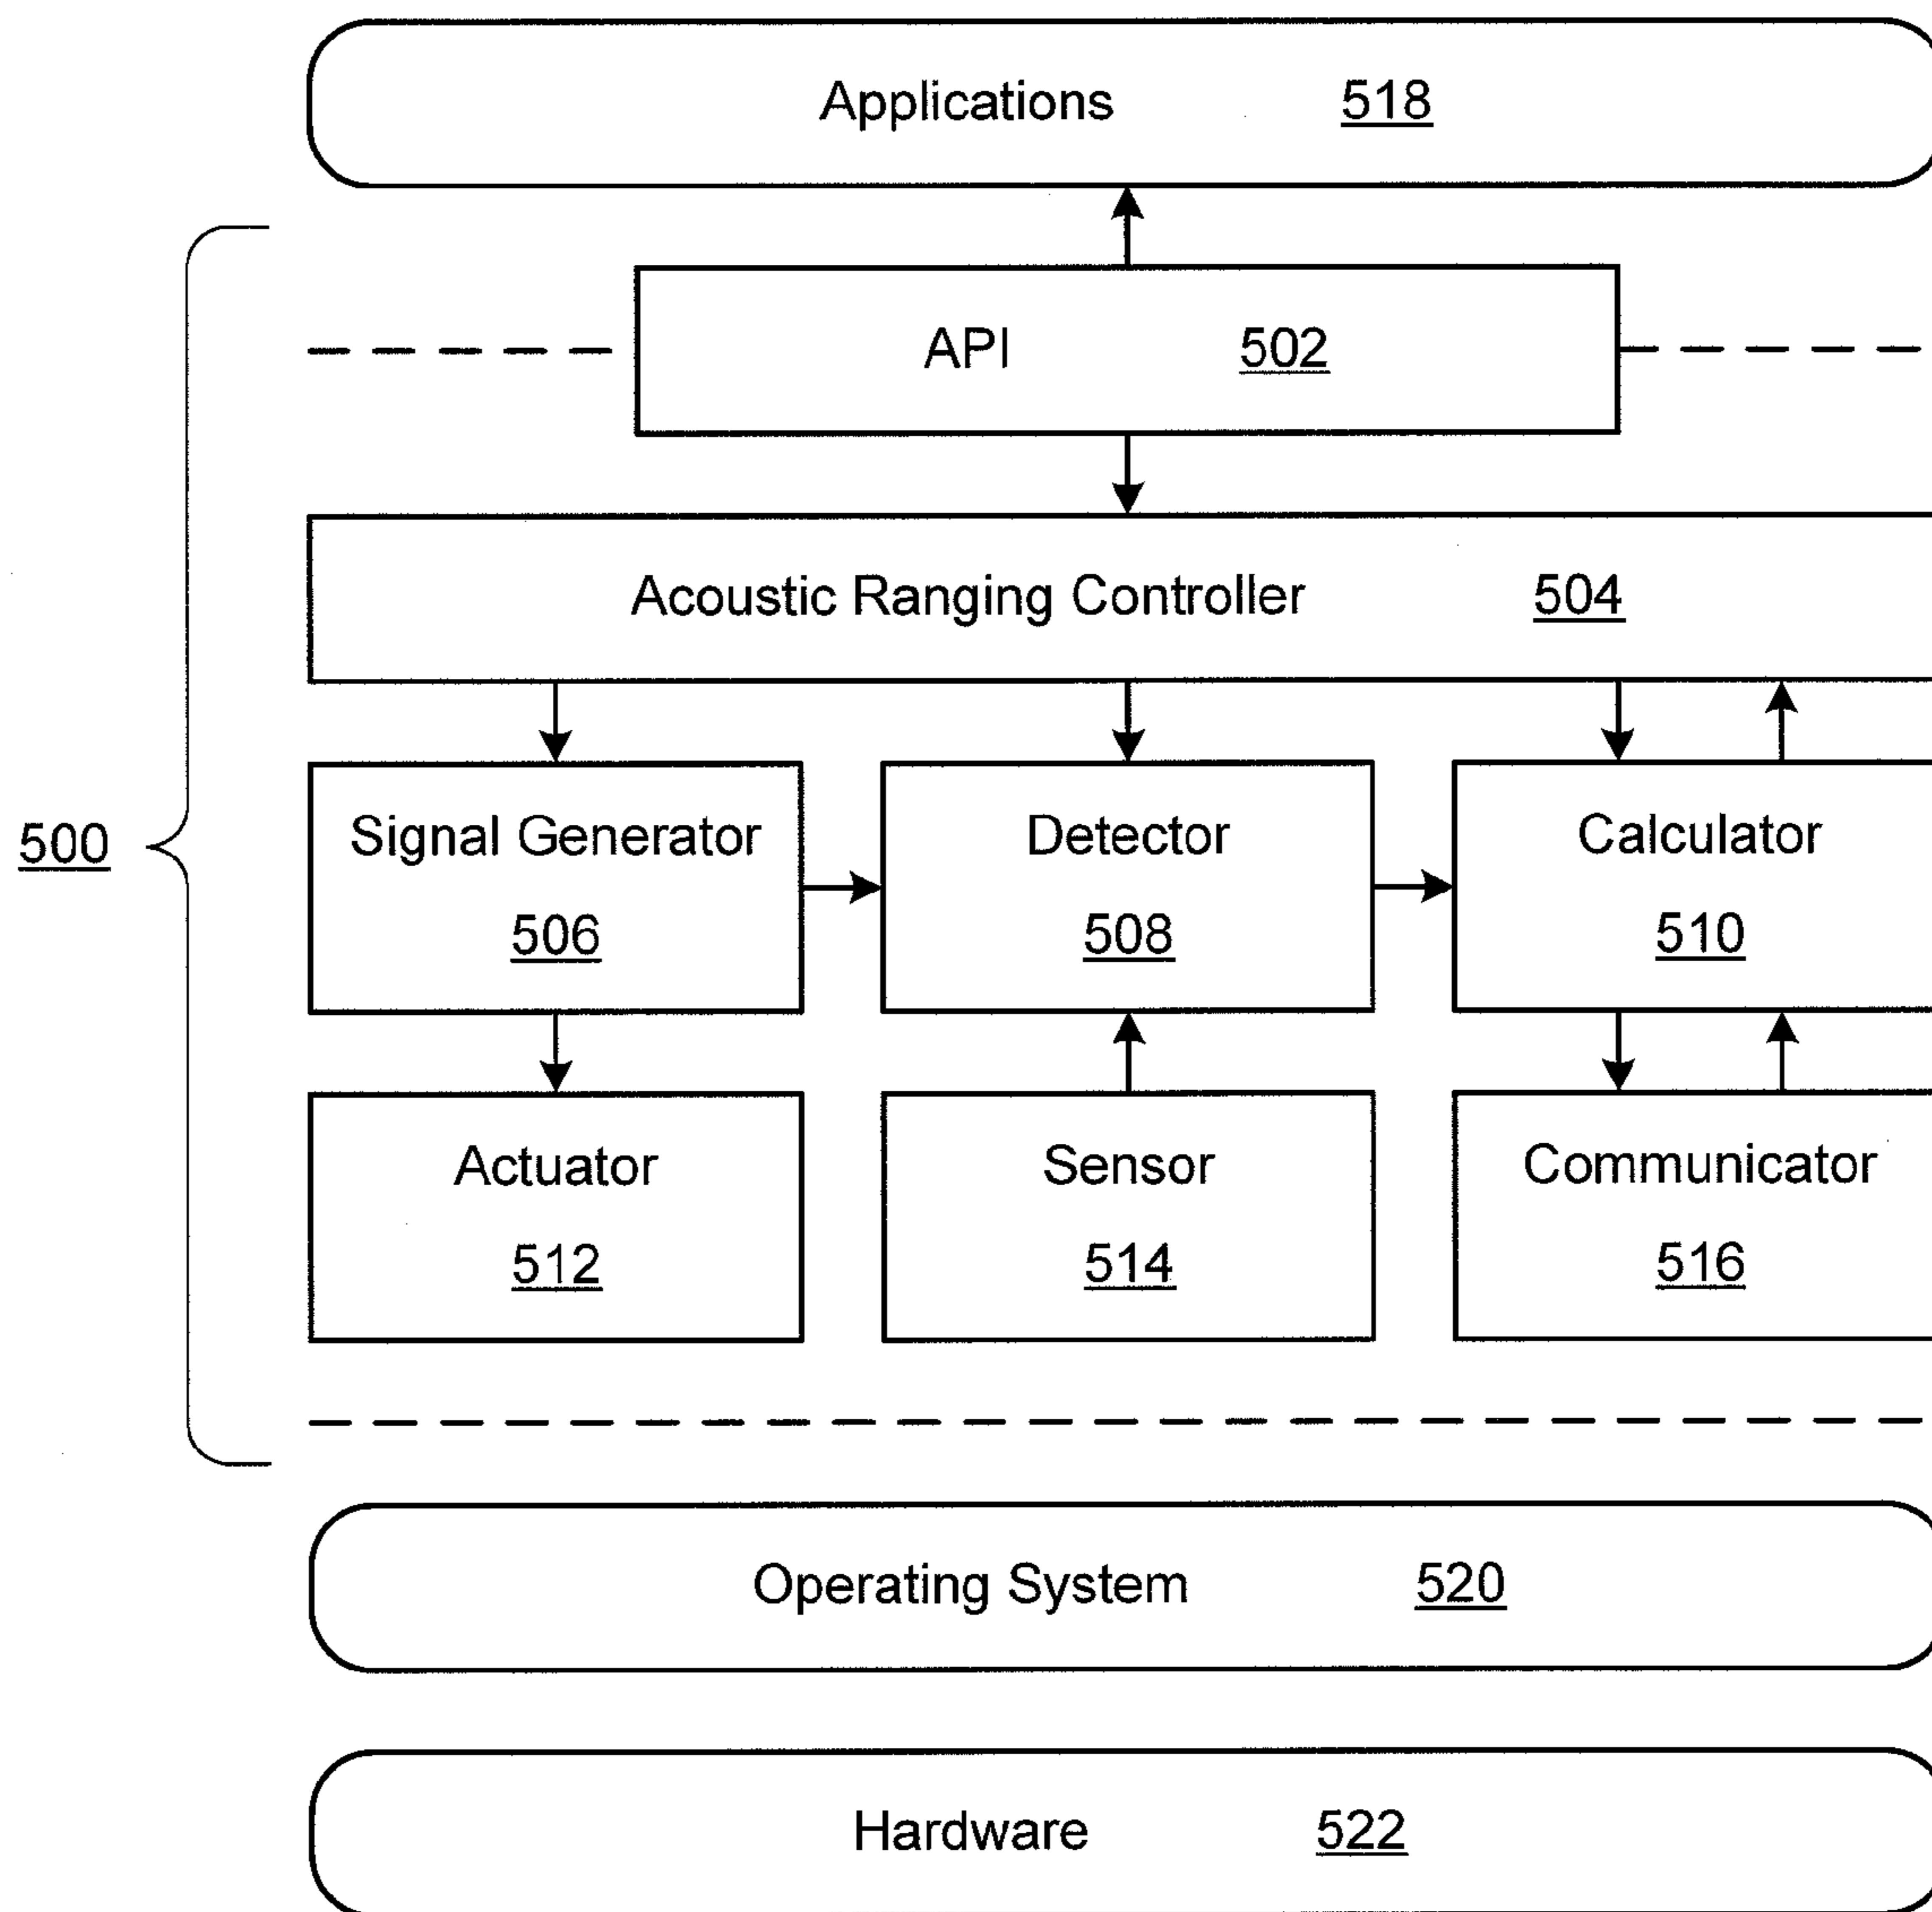 Applications 518
API 502
Acoustic Ranging Controller 504
500
Signal Generator
506
Detector
508
Calculator
510
Actuator
512
Sensor
514
Communicator
516
Operating System 520
Hardware 522